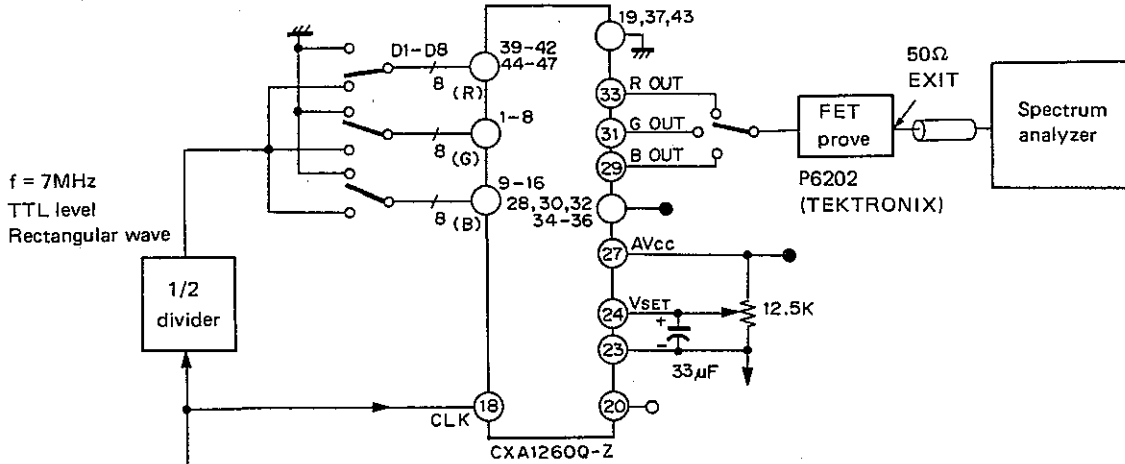 19,37,43
39-42
44-47
D1-D8
8 (R)
1-8
8 (G)
9-16
8 (B)
28,30,32
34-36
33 R OUT
31 G OUT
29 B OUT
27 AVcc
24 VSET
+
-
23
33μF
12.5K
20
18
CLK
CXA1260Q-Z
50Ω
EXIT
FET
prove
P6202
(TEKTRONIX)
Spectrum
analyzer
f = 7MHz
TTL level
Rectangular wave
1/2
divider